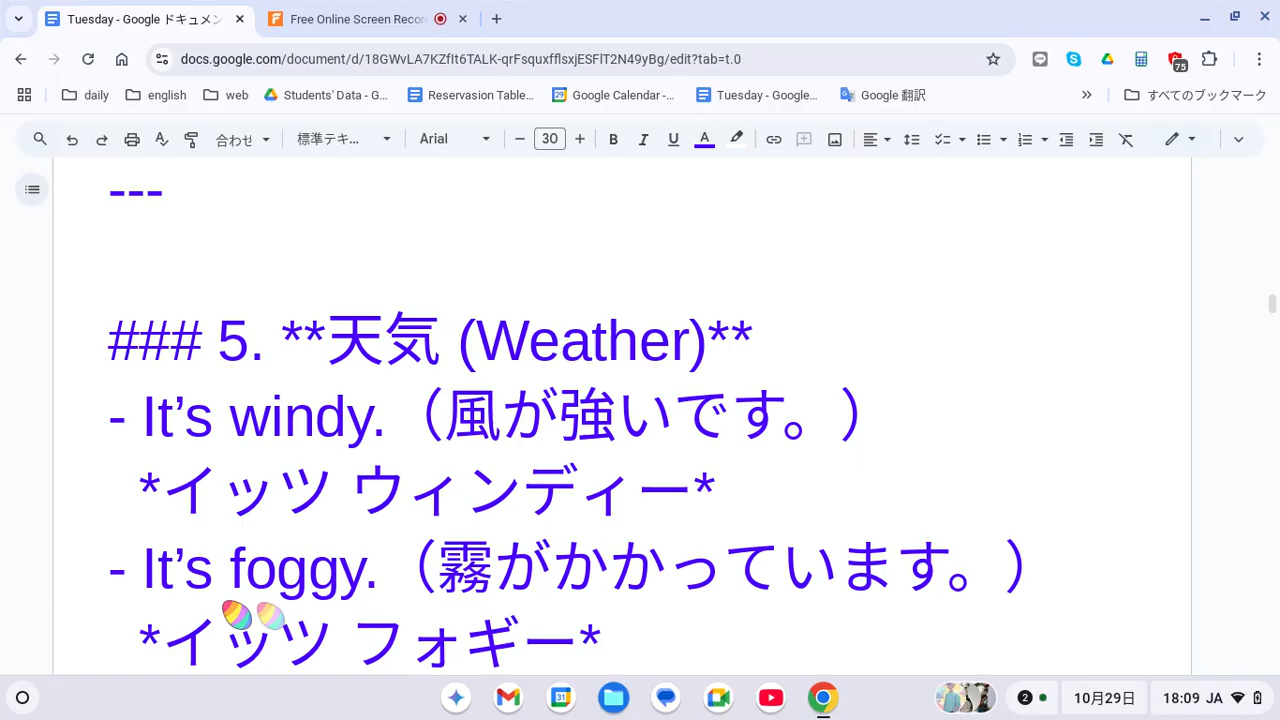 Tuesday - Google ドキュメン
Free Online Screen Recor
docs.google.com/document/d/13GWvLA7KZfIt6TALK-qrFsquxfflsxjESFlT2N49yBg/edit?tab=t.0
75
daily
english
web
Students' Data - G...
Reservasion Table...
Google Calendar -...
Tuesday - Google...
Google 翻訳
すべてのブックマーク
合わせ
標準テキ...
Arial
30
---
### 5. **天気 (Weather)**
- It’s windy.（風が強いです。）
*イッツ ウィンディー*
- It’s foggy.（霧がかかっています。）
*イッツ フォギー*
31
2
10月29日
18:09 JA